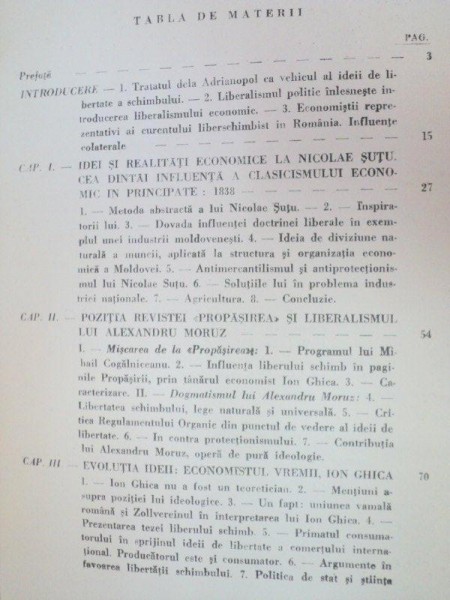 TABLA DE MATERII
PAG.
Prefață 3
INTRODUCERE — 1. Tratatul dela Adrianopol ca vehicul al ideii de li-
bertate a schimbului. — 2. Liberalismul politic înlesnește in-
troducerea liberalismului economic. — 3. Economiștii repre-
sentativi ai curentului liberschimbist in România. Influențe
colaterale 15
CAP. I. — IDEI ȘI REALITĂȚI ECONOMICE LA NICOLAE ȘUȚU.
CEA DINTÂI INFLUENȚĂ A CLASICISMULUI ECONO-
MIC IN PRINCIPATE : 1838 27
1. — Metoda abstractă a lui Nicolae Șuțu. — 2. — Inspira-
torii lui. 3. — Dovada influenței doctrinei liberale în exem-
plul unei industrii moldovenești. 4. — Ideia de diviziune na-
turală a muncii, aplicată la structura și organizația econo-
mică a Moldovei. 5. — Antimercantilismul și antiprotecționis-
mul lui Nicolae Suțu. 6. — Soluțiile lui în problema indus-
triei naționale. 7. — Agricultura. 8. — Concluzie.
CAP. II. — POZIȚIA REVISTEI «PROPĂȘIREA» ȘI LIBERALISMUL
LUI ALEXANDRU MORUZ 54
I. — Mișcarea de la «Propășirea»: 1. — Programul lui Mi-
hail Cogălniceanu. 2. — Influența liberului schimb în pagi-
nile Propășirii, prin tânărul economist Ion Ghica. 3. — Ca-
racterizare. II. — Dogmatismul lui Alexandru Moruz: 4. —
Libertatea schimbului, lege naturală și universală. 5. — Cri-
tica Regulamentului Organic din punctul de vedere al ideii de
libertate. 6. — In contra protecționismului. 7. — Contribuția
lui Alexandru Moruz, operă de pură ideologie.
CAP. III — EVOLUȚIA IDEII: ECONOMISTUL VREMII, ION GHICA 70
1. — Ion Ghica nu a fost un teoretician. 2. — Mențiuni a-
supra poziției lui ideologice. 3. — Un fapt: uniunea vamală
română și Zollvereinul în interpretarea lui Ion Ghica. 4. —
Prezentarea tezei liberului schimb. 5. — Primatul consuma-
torului în sprijinul ideii de libertate a comerțului interna-
țional. Producătorul este și consumator. 6. — Argumente în
favoarea libertății schimbului. 7. Politica de stat și știința